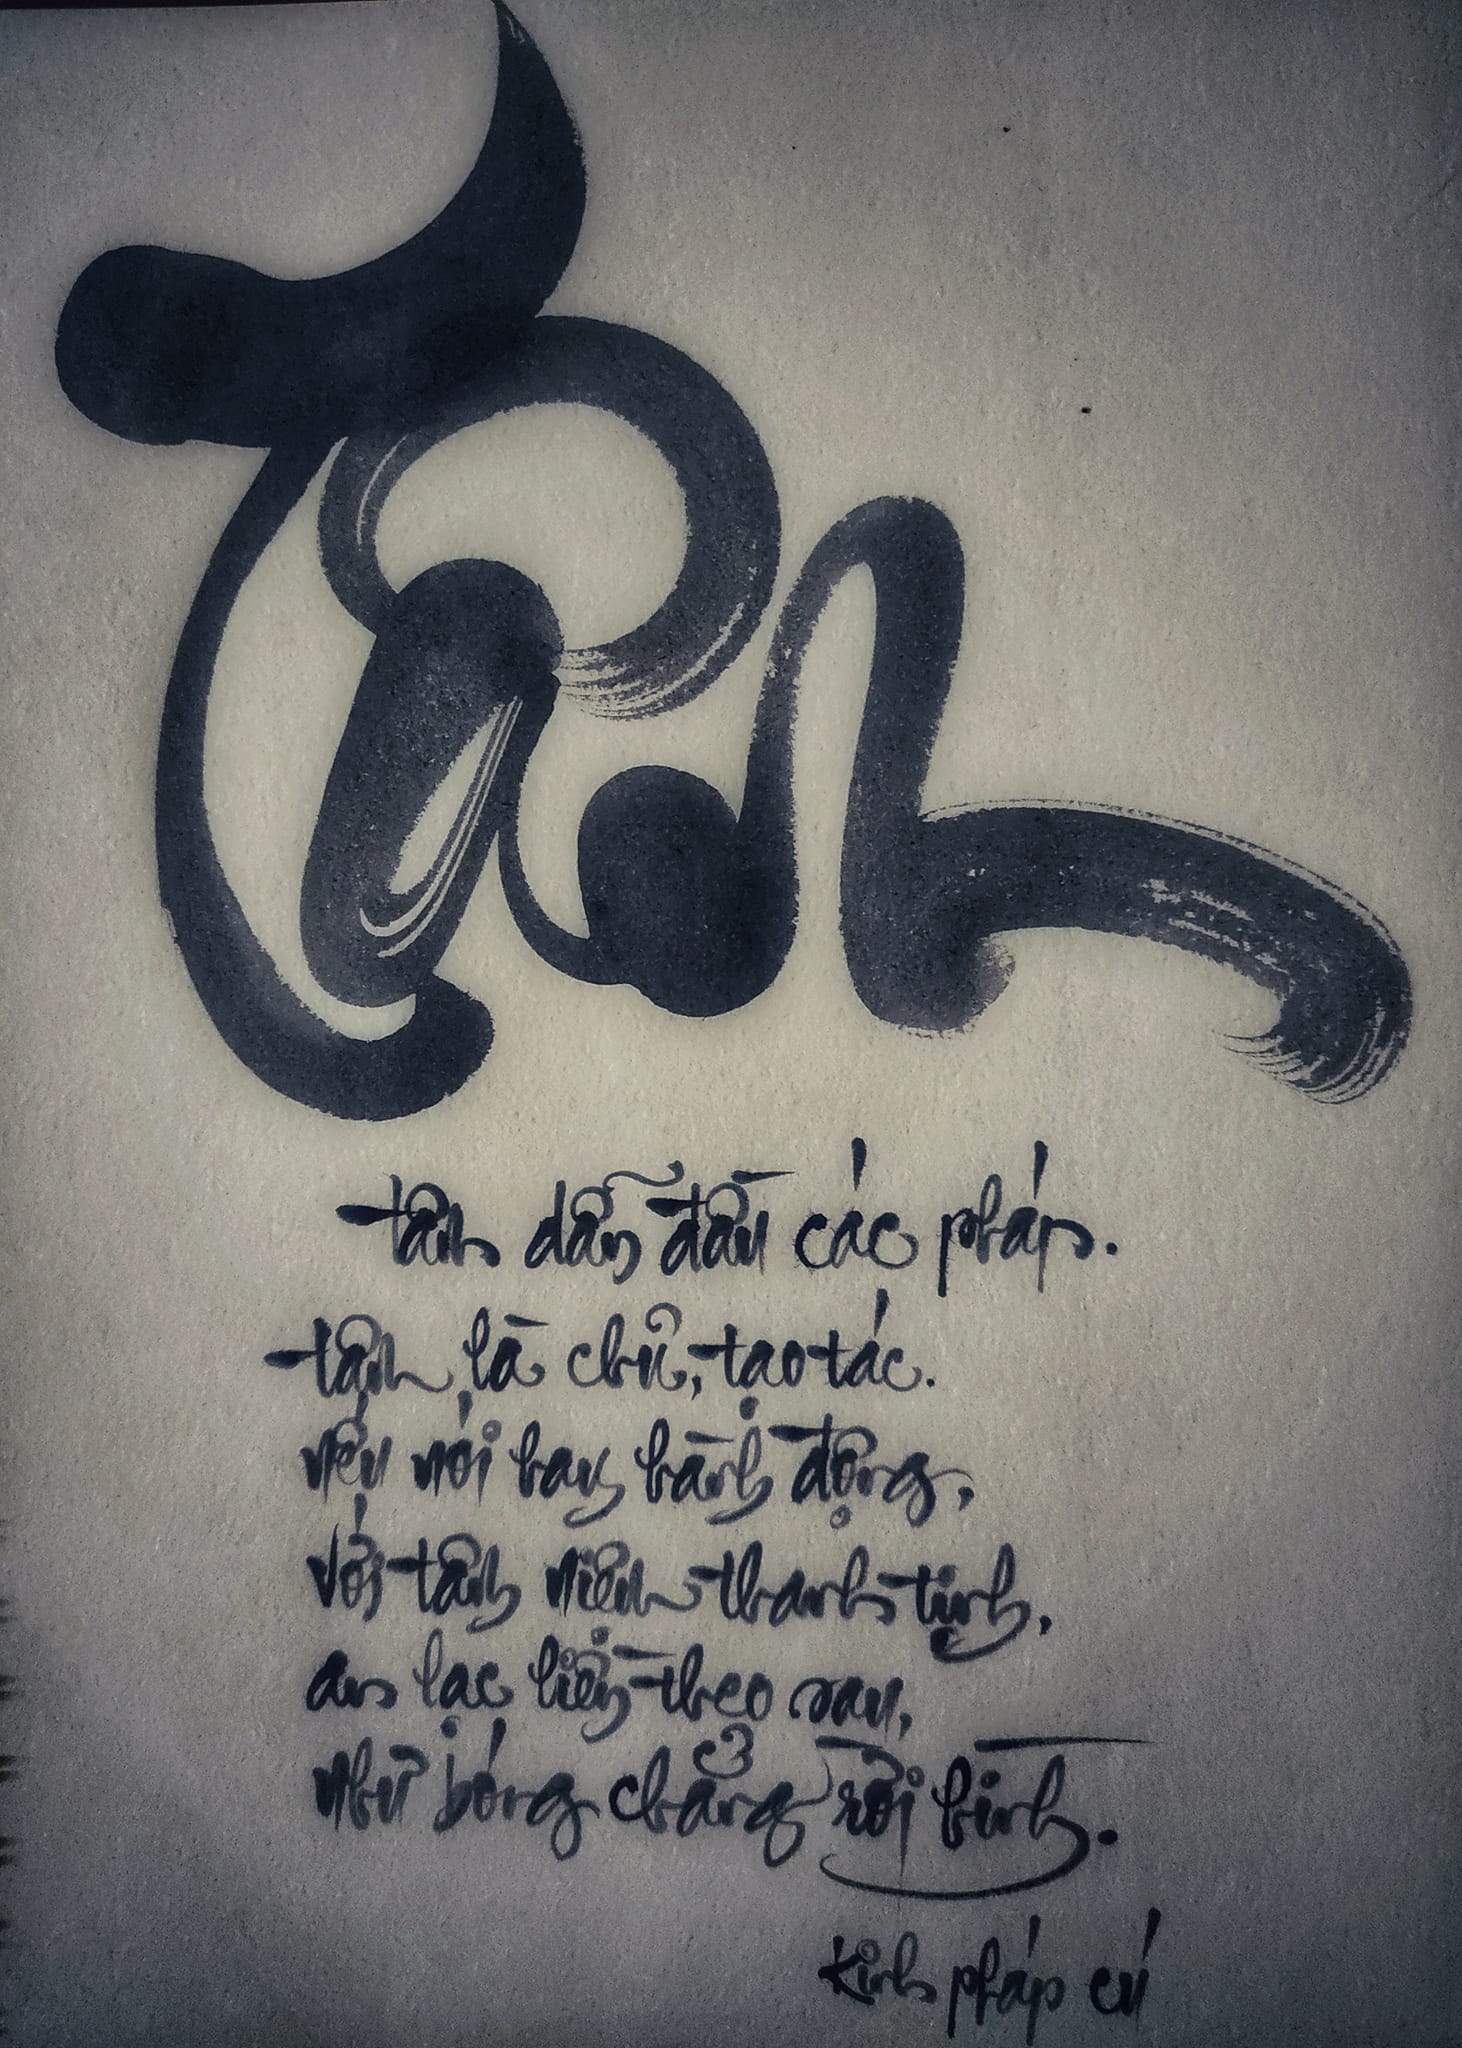 Tâm
tâm dẫn đầu các pháp.
tâm là chủ, tạo tác.
nếu nói hay hành động,
với tâm niệm thanh tịnh,
an lạc liền theo sau,
như bóng chẳng rời hình.
Kinh pháp cú